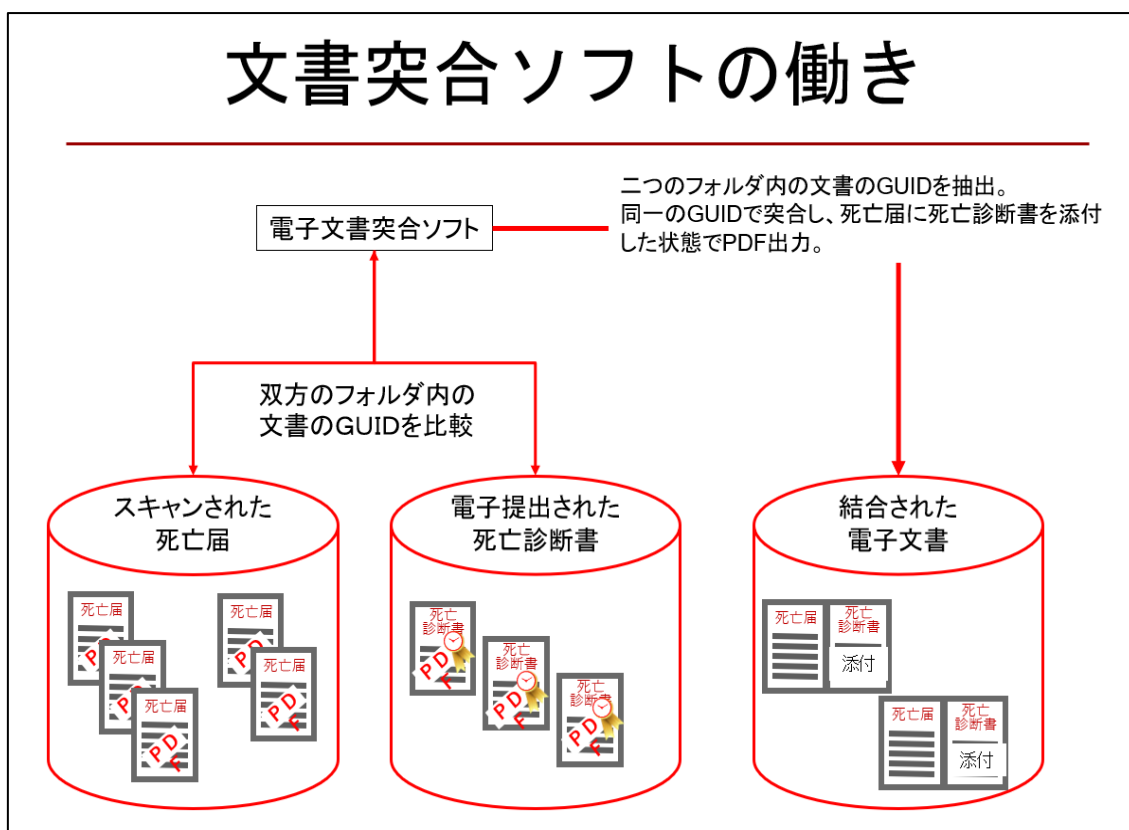 文書突合ソフトの働き
二つのフォルダ内の文書のGUIDを抽出。
同一のGUIDで突合し、死亡届に死亡診断書を添付
した状態でPDF出力。
電子文書突合ソフト
双方のフォルダ内の
文書のGUIDを比較
スキャンされた
死亡届
電子提出された
死亡診断書
結合された
電子文書
死亡届
死亡届
PDF
死亡届
PDF
死亡届
PDF
死亡届
PDF
死亡
診断書
PDF
死亡
診断書
PDF
死亡
診断書
PDF
死亡届
死亡
診断書
添付
死亡届
死亡
診断書
添付